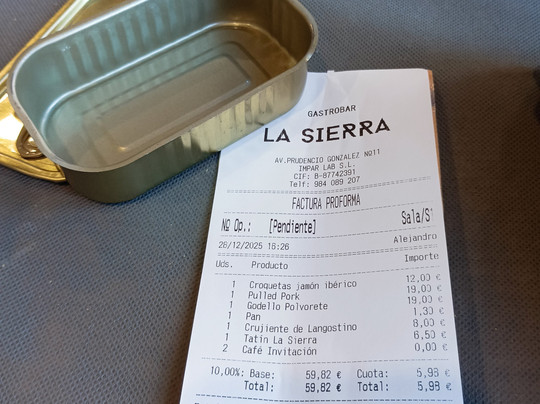 GASTROBAR
LA SIERRA
AV.PRUDENCIO GONZALEZ Nº11
IMPAR LAB S.L.
CIF: B-87742391
Telf: 984 089 207
FACTURA PROFORMA
Nº Op.: [Pendiente] Sala/S1
26/12/2025 16:26 Alejandro
Uds. Producto Importe
1 Croquetas jamón ibérico 12,00 €
1 Pulled Pork 19,00 €
1 Godello Polvorete 19,00 €
1 Pan 1,30 €
1 Crujiente de Langostino 8,00 €
1 Tatin La Sierra 6,50 €
2 Café Invitación 0,00 €
10,00%: Base: 59,82 € Cuota: 5,98 €
Total: 59,82 € Total: 5,98 €